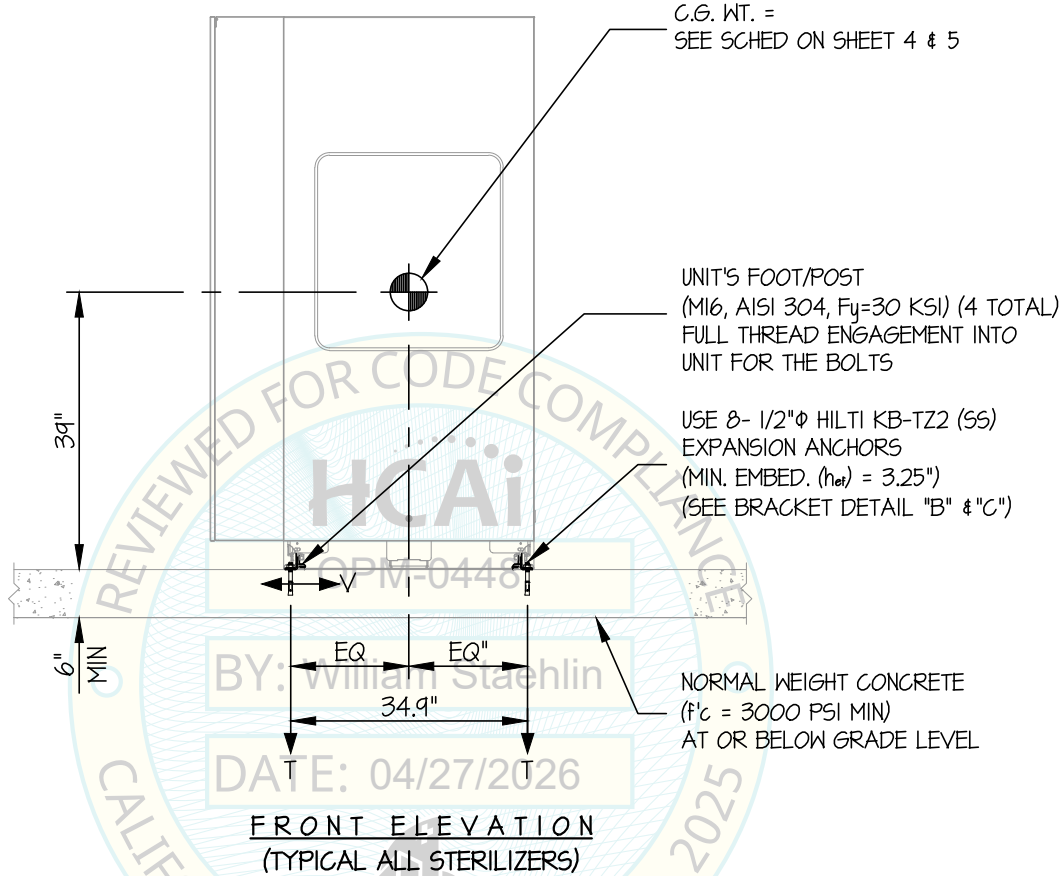 C.G. WT. =
SEE SCHED ON SHEET 4 & 5
UNIT'S FOOT/POST
(M16, AISI 304, Fy=30 KSI) (4 TOTAL)
FULL THREAD ENGAGEMENT INTO
UNIT FOR THE BOLTS
USE 8- 1/2"Φ HILTI KB-TZ2 (SS)
EXPANSION ANCHORS
(MIN. EMBED. (hef) = 3.25")
(SEE BRACKET DETAIL "B" & "C")
39"
V
6"
MIN
EQ
EQ"
34.9"
T
T
NORMAL WEIGHT CONCRETE
(f'c = 3000 PSI MIN)
AT OR BELOW GRADE LEVEL
REVIEWED FOR CODE COMPLIANCE
HCAi
OPM-0448
BY: William Staehlin
DATE: 04/27/2026
2025
FRONT ELEVATION
(TYPICAL ALL STERILIZERS)